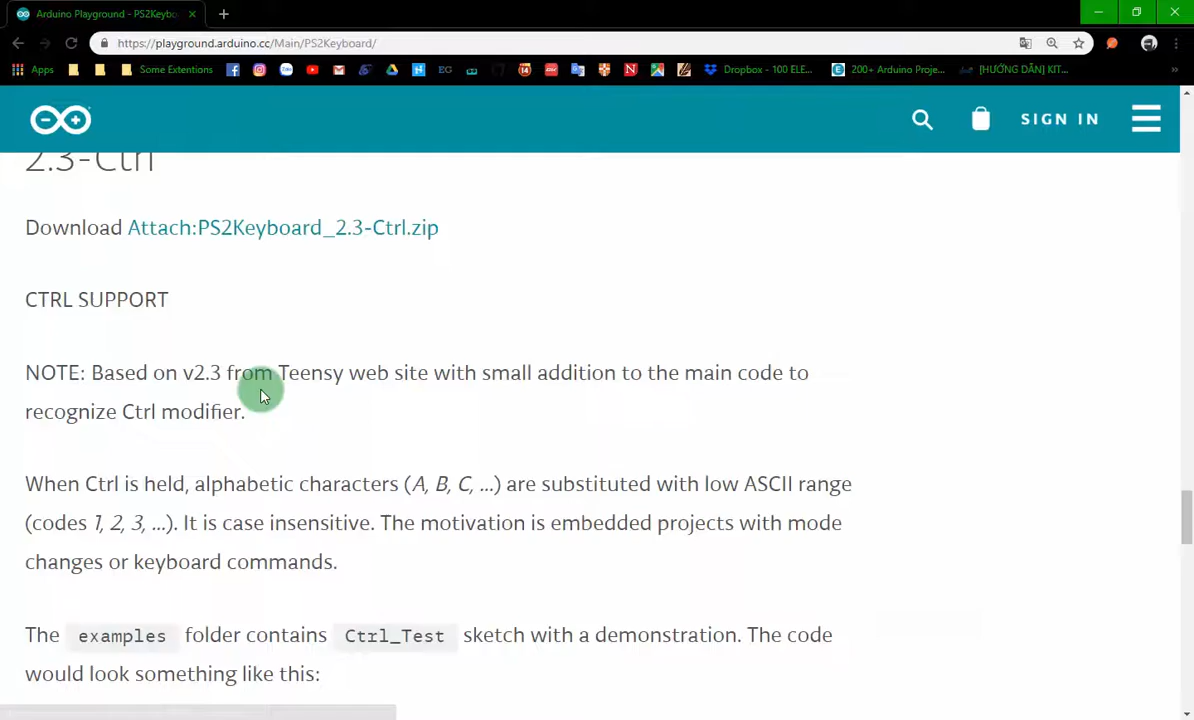 Arduino Playground - PS2Keybo
https://playground.arduino.cc/Main/PS2Keyboard/
Apps Some Extentions EG 14 N Dropbox - 100 ELE... 200+ Arduino Proje... [HƯỚNG DẪN] KIT... »
SIGN IN
2.3-Ctrl
Download Attach:PS2Keyboard_2.3-Ctrl.zip
CTRL SUPPORT
NOTE: Based on v2.3 from Teensy web site with small addition to the main code to
recognize Ctrl modifier.
When Ctrl is held, alphabetic characters (A, B, C, ...) are substituted with low ASCII range
(codes 1, 2, 3, ...). It is case insensitive. The motivation is embedded projects with mode
changes or keyboard commands.
The examples folder contains Ctrl_Test sketch with a demonstration. The code
would look something like this: